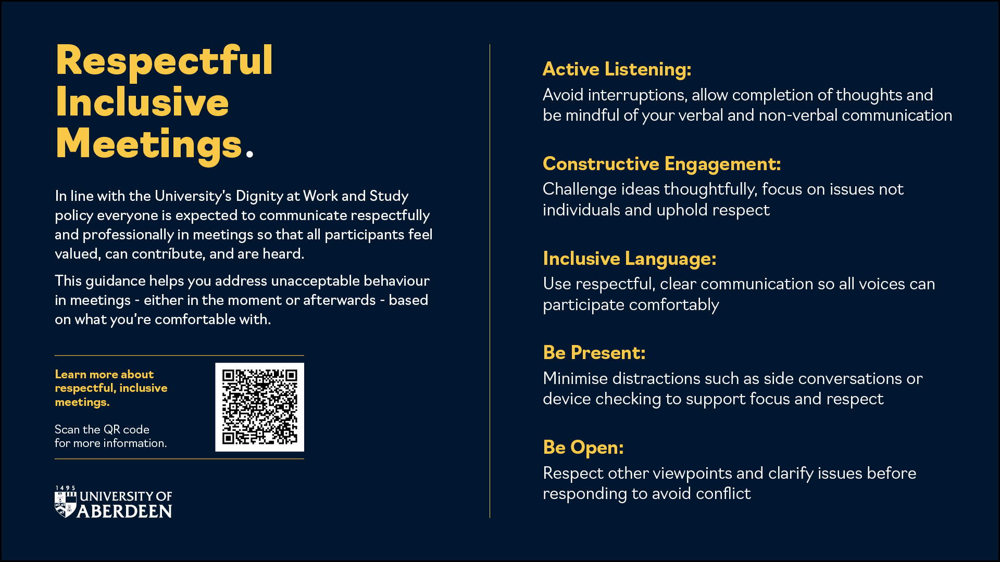 Respectful
Inclusive
Meetings.
In line with the University’s Dignity at Work and Study
policy everyone is expected to communicate respectfully
and professionally in meetings so that all participants feel
valued, can contríbute, and are heard.
This guidance helps you address unacceptable behaviour
in meetings - either in the moment or afterwards - based
on what you’re comfortable with.
Learn more about
respectful, inclusive
meetings.
Scan the QR code
for more information.
1495
UNIVERSITY OF
ABERDEEN
Active Listening:
Avoid interruptions, allow completion of thoughts and
be mindful of your verbal and non-verbal communication
Constructive Engagement:
Challenge ideas thoughtfully, focus on issues not
individuals and uphold respect
Inclusive Language:
Use respectful, clear communication so all voices can
participate comfortably
Be Present:
Minimise distractions such as side conversations or
device checking to support focus and respect
Be Open:
Respect other viewpoints and clarify issues before
responding to avoid conflict